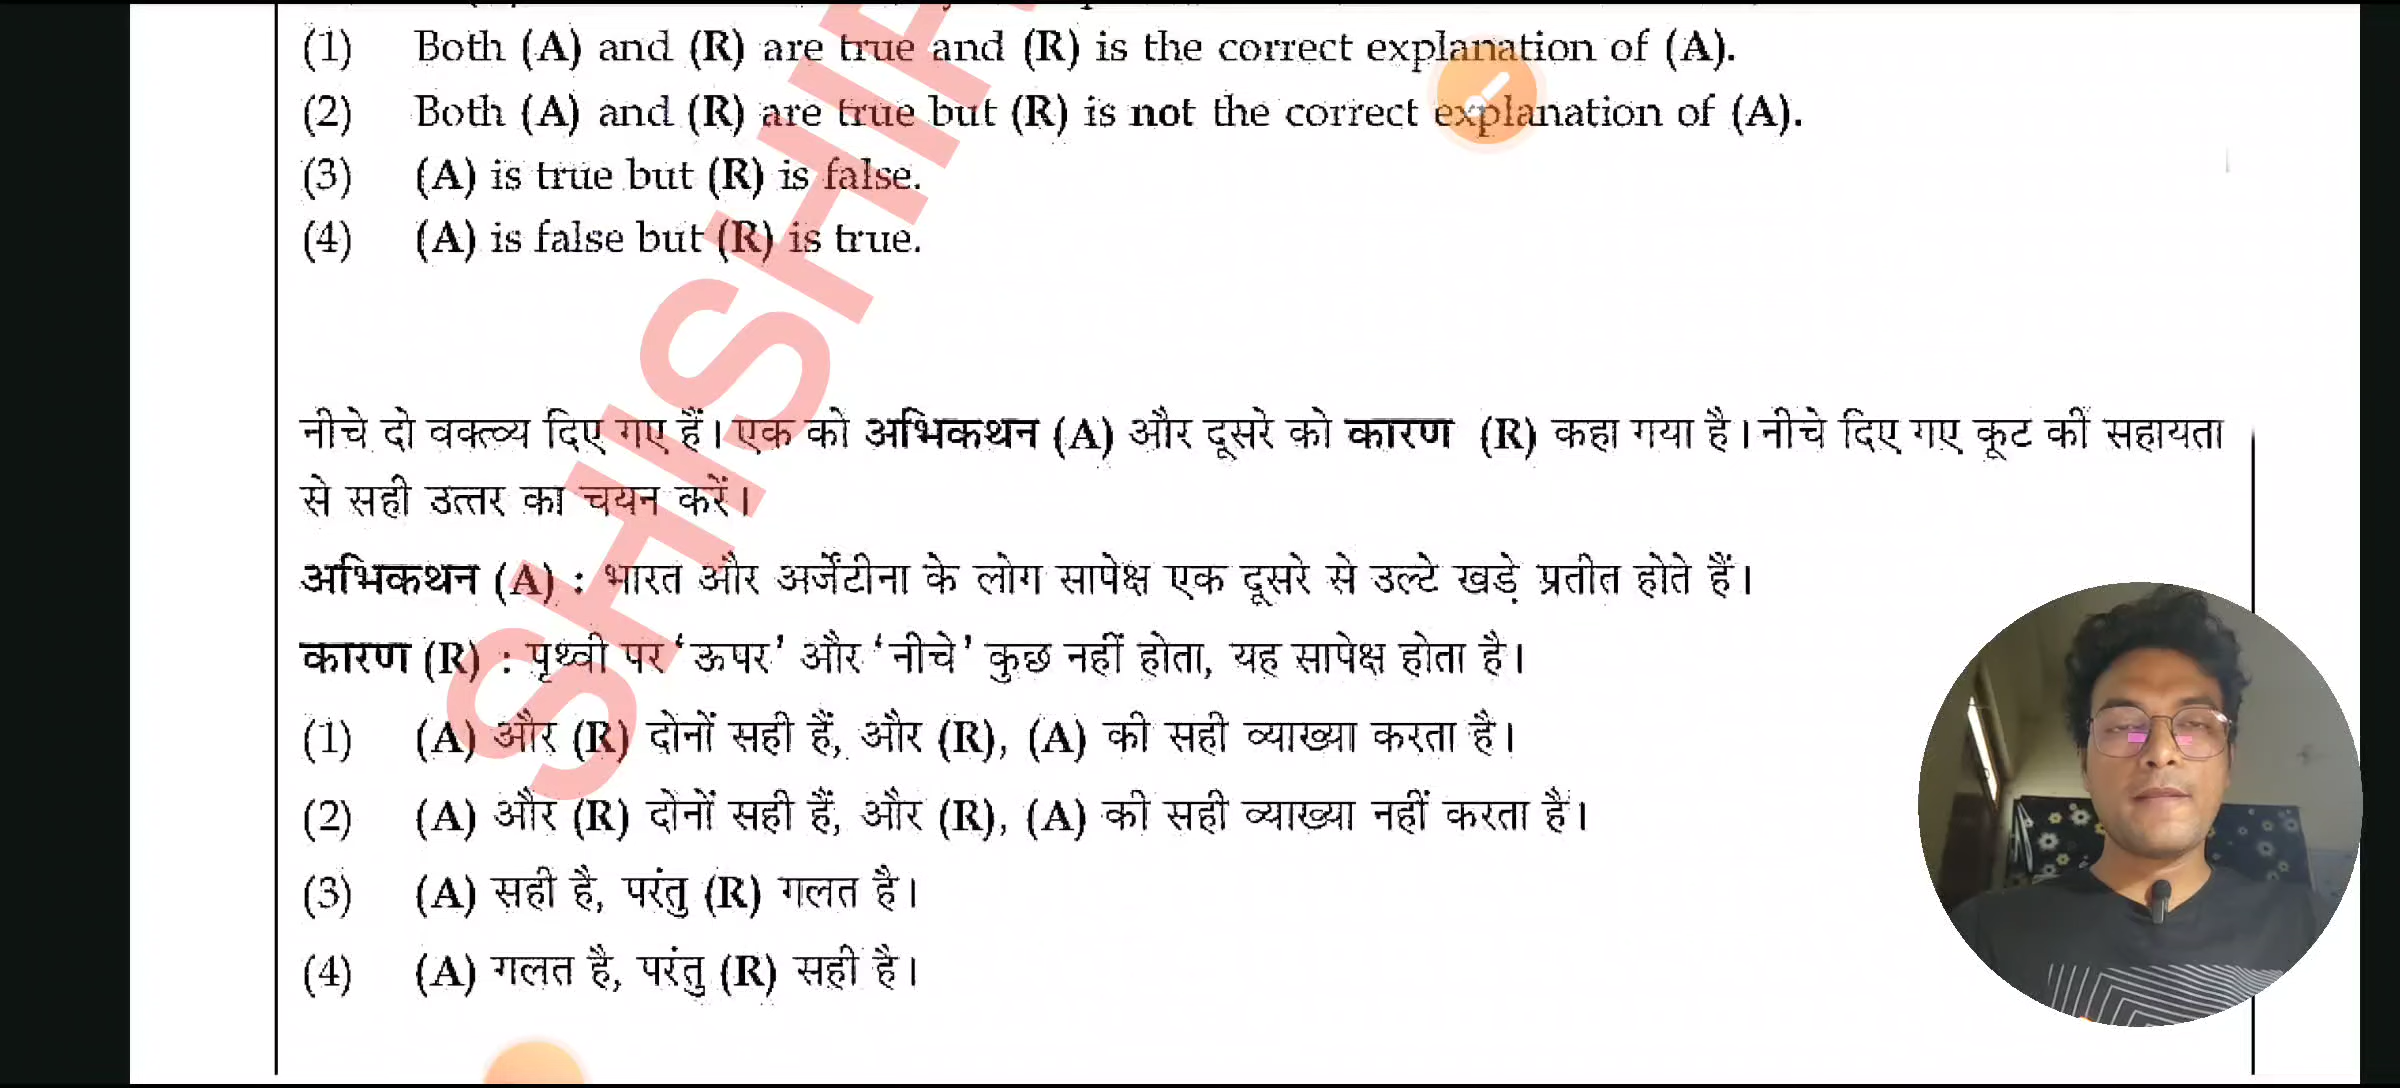 (1) Both (A) and (R) are true and (R) is the correct explanation of (A).
(2) Both (A) and (R) are true but (R) is not the correct explanation of (A).
(3) (A) is true but (R) is false.
(4) (A) is false but (R) is true.
नीचे दो वक्तव्य दिए गए हैं। एक को अभिकथन (A) और दूसरे को कारण (R) कहा गया है। नीचे दिए गए कूट की सहायता
से सही उत्तर का चयन करें।
अभिकथन (A) : भारत और अर्जेंटीना के लोग सापेक्ष एक दूसरे से उल्टे खड़े प्रतीत होते हैं।
कारण (R) : पृथ्वी पर ‘ऊपर’ और ‘नीचे’ कुछ नहीं होता, यह सापेक्ष होता है।
(1) (A) और (R) दोनों सही हैं, और (R), (A) की सही व्याख्या करता है।
(2) (A) और (R) दोनों सही हैं, और (R), (A) की सही व्याख्या नहीं करता है।
(3) (A) सही है, परंतु (R) गलत है।
(4) (A) गलत है, परंतु (R) सही है।